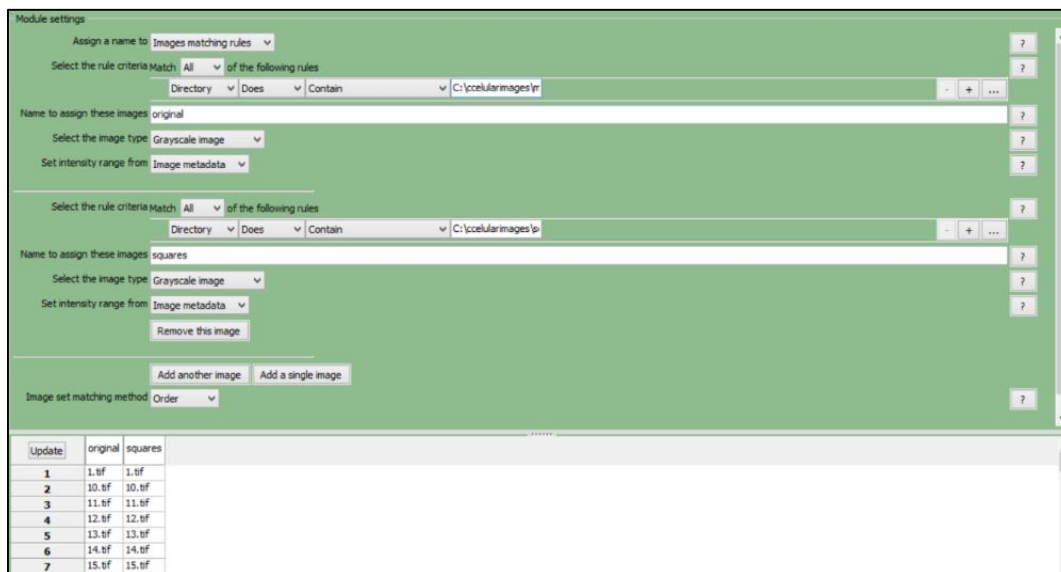 Module settings
Assign a name to Images matching rules ?
Select the rule criteria Match All of the following rules ?
Directory Does Contain C:\ccelularimages\m - + ...
Name to assign these images original ?
Select the image type Grayscale image ?
Set intensity range from Image metadata ?
Select the rule criteria Match All of the following rules ?
Directory Does Contain C:\ccelularimages\s - + ...
Name to assign these images squares ?
Select the image type Grayscale image ?
Set intensity range from Image metadata ?
Remove this image
Add another image Add a single image
Image set matching method Order ?
Update original squares
1 1.tif 1.tif
2 10.tif 10.tif
3 11.tif 11.tif
4 12.tif 12.tif
5 13.tif 13.tif
6 14.tif 14.tif
7 15.tif 15.tif